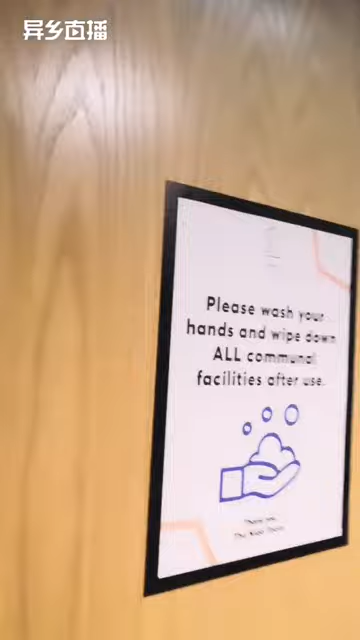 异乡直播
Please wash your
hands and wipe down
ALL communal
facilities after use.
Thank you,